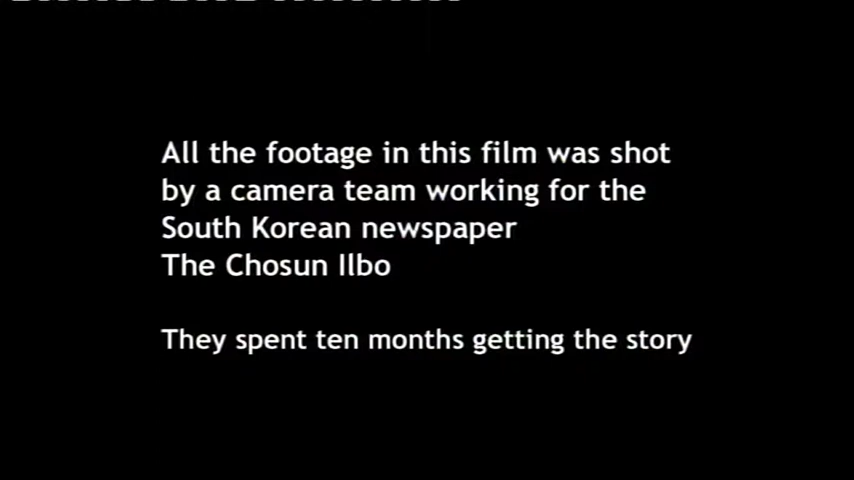 All the footage in this film was shot
by a camera team working for the
South Korean newspaper
The Chosun Ilbo
They spent ten months getting the story